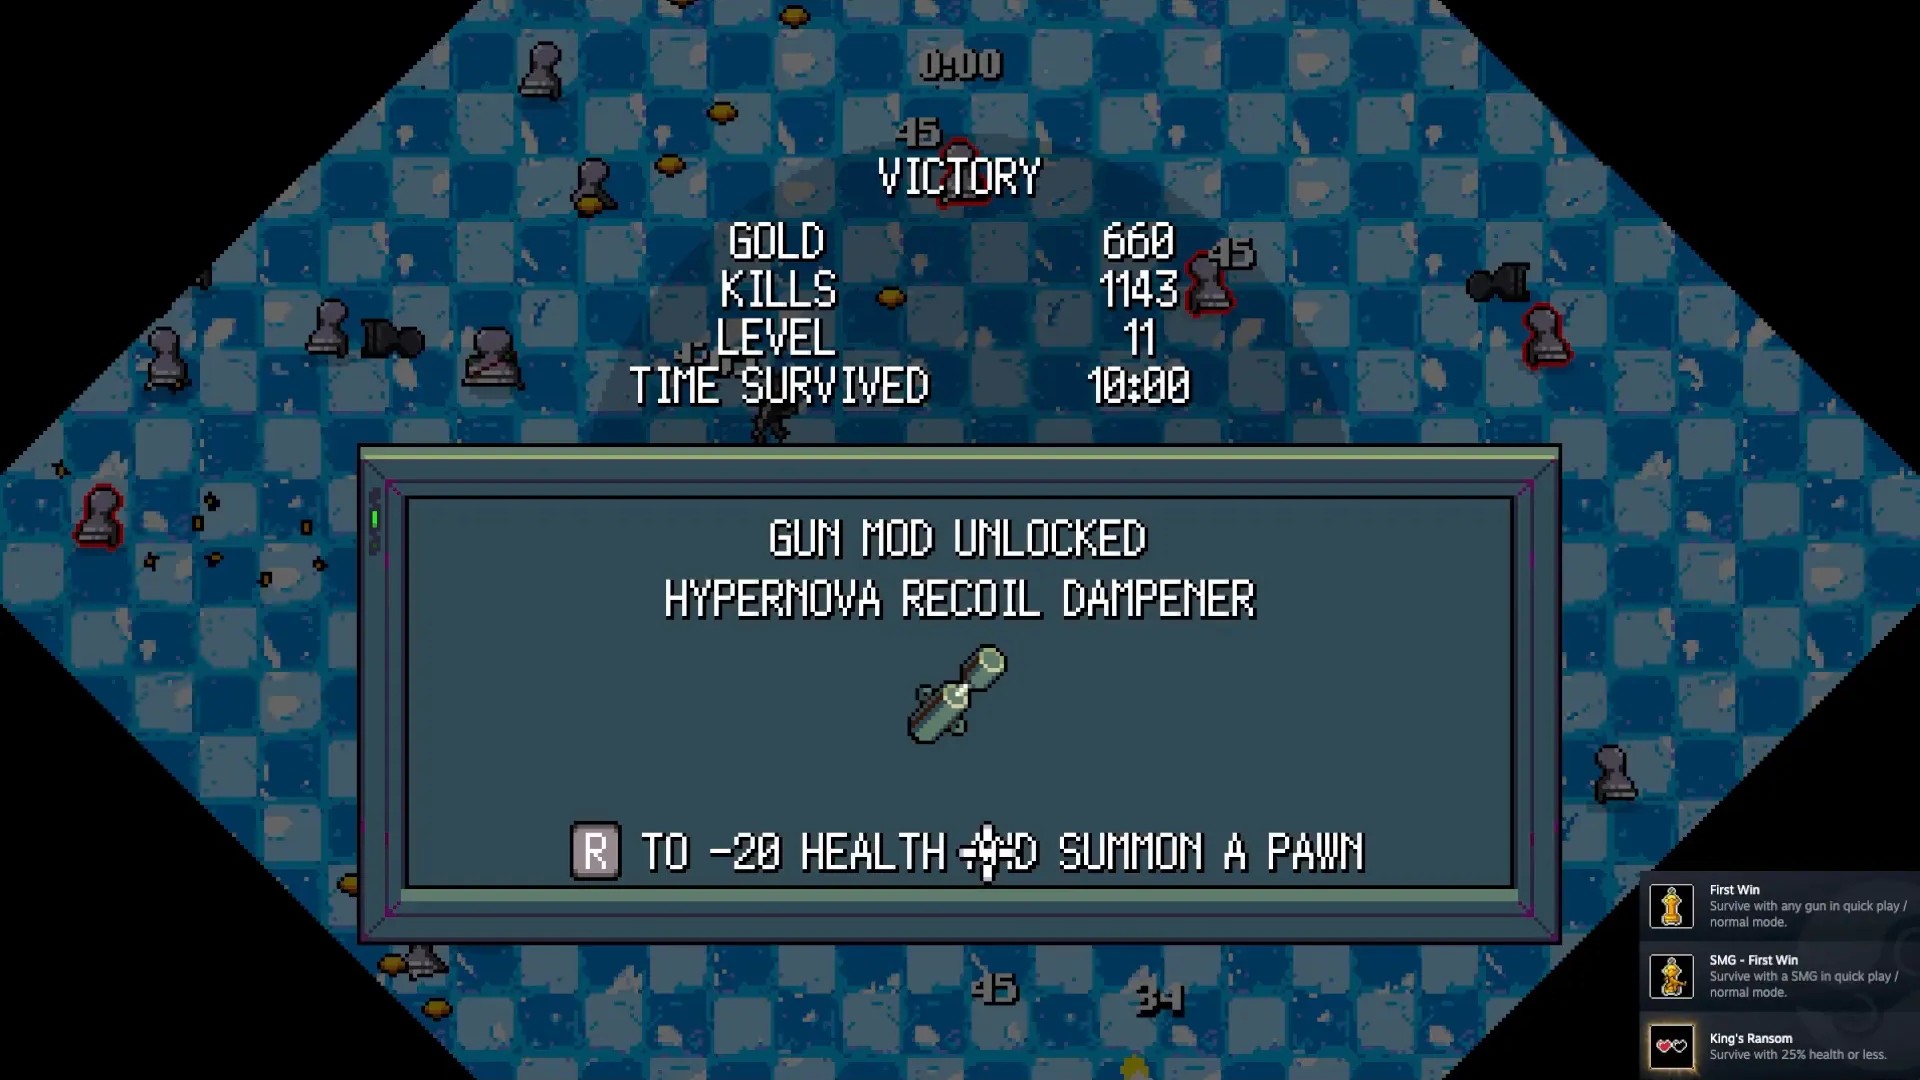 0:00
45
VICTORY
GOLD 660
45
KILLS 1143
LEVEL 11
45
TIME SURVIVED 10:00
GUN MOD UNLOCKED
HYPERNOVA RECOIL DAMPENER
R TO -20 HEALTH AND SUMMON A PAWN
First Win
Survive with any gun in quick play /
normal mode.
SMG - First Win
Survive with a SMG in quick play /
normal mode.
King's Ransom
Survive with 25% health or less.
45
34